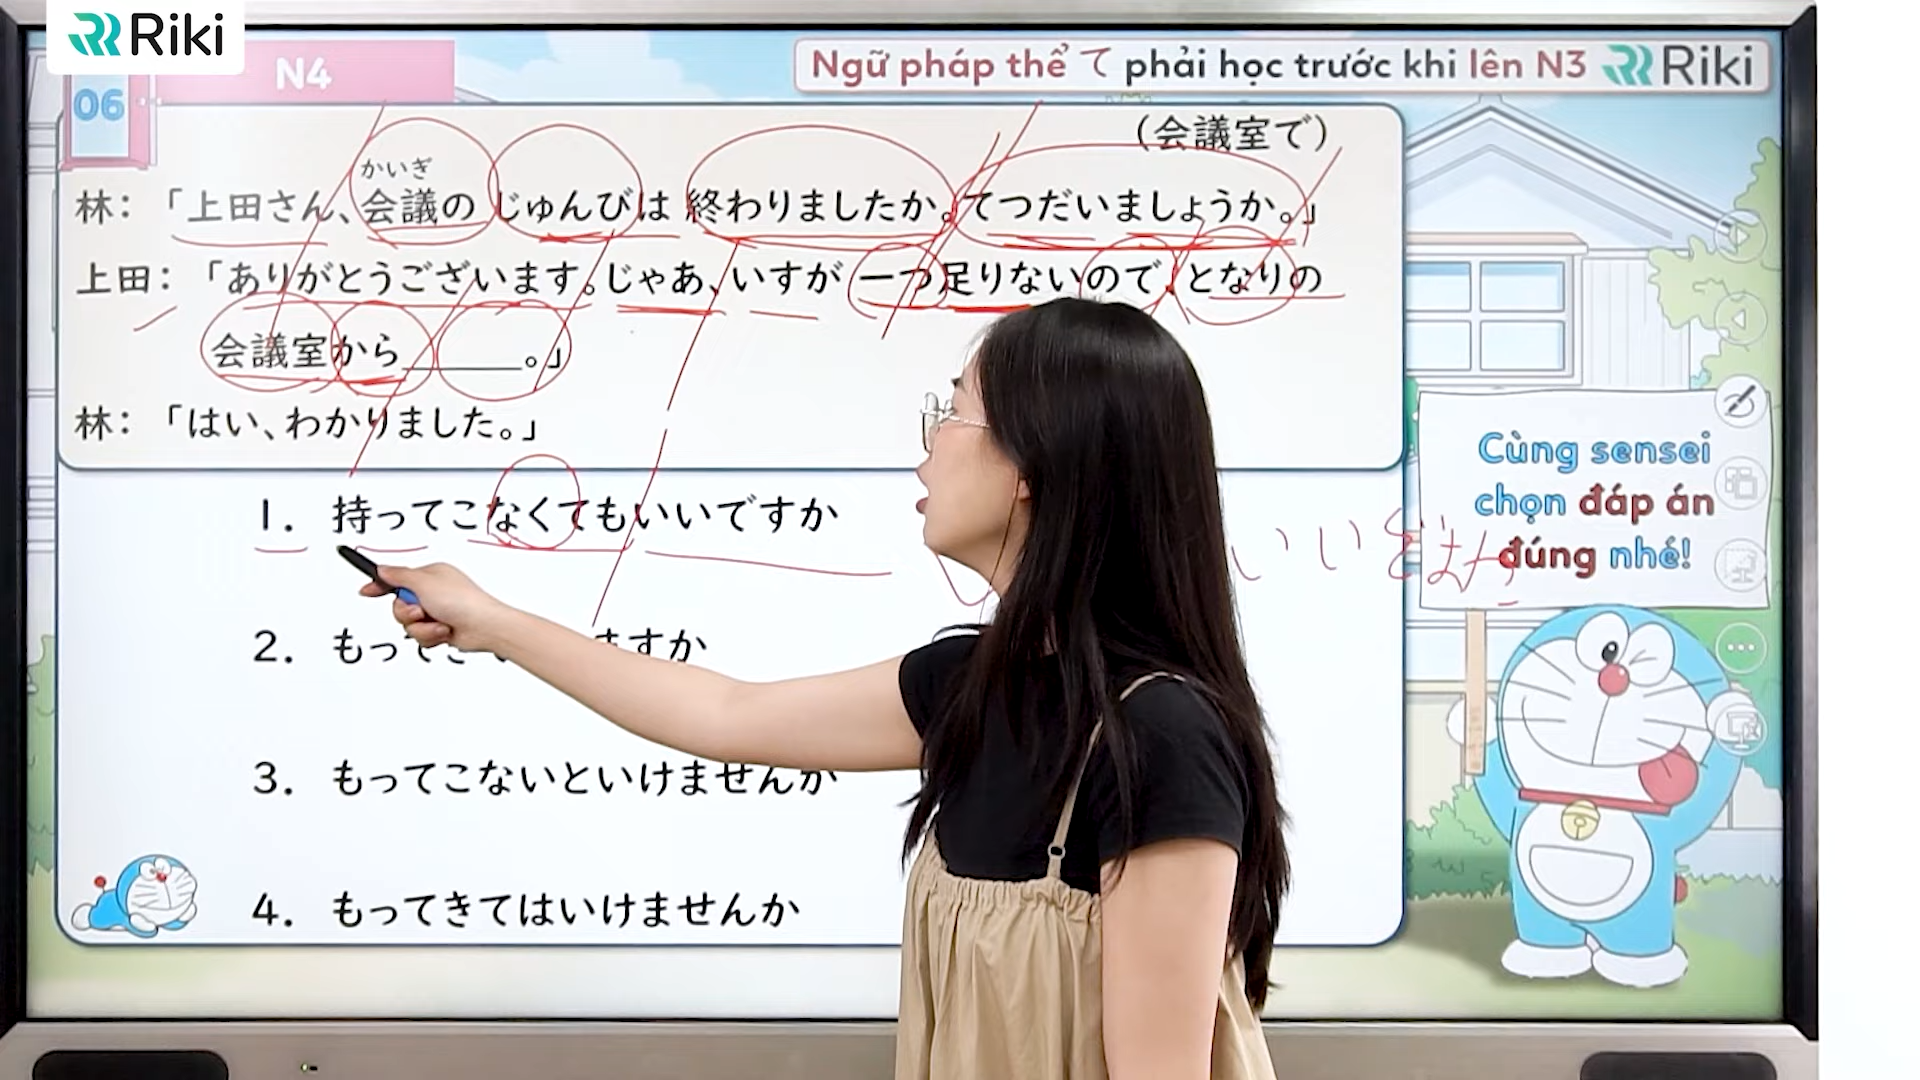 Riki
N4
Ngữ pháp thể て phải học trước khi lên N3 Riki
06
(会議室で)
かいぎ
林：「上田さん、会議の じゅんびは 終わりましたか。てつだいましょうか。」
上田：「ありがとうございます。じゃあ、いすが 一つ足りないので、となりの
会議室から______。」
林：「はい、わかりました。」
1. 持ってこなくてもいいですか
2. もって ますか
3. もってこないといけませんか
4. もってきてはいけませんか
Cùng sensei
chọn đáp án
đúng nhé!